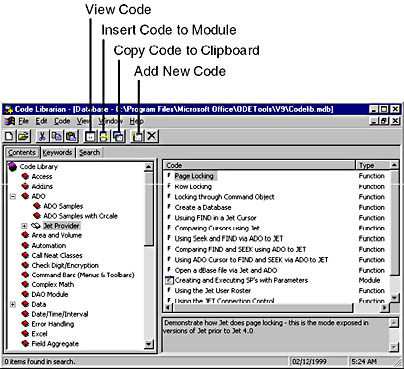 View Code
Insert Code to Module
Copy Code to Clipboard
Add New Code
Code Librarian - [Database - C:\Program Files\Microsoft Office\ODETools\V9\Codelib.mdb]
File Edit Code View Window Help
Contents Keywords Search
Code Library
Access
AddIns
ADO
ADO Samples
ADO Samples with Orcale
Jet Provider
Area and Volume
Automation
Call Neat Classes
Check Digit/Encryption
Command Bars (Menus & Toolbars)
Complex Math
DAO Module
Data
Date/Time/Interval
Error Handling
Excel
Field Aggregate
Code Type
F Page Locking Function
F Row Locking Function
F Locking through Command Object Function
F Create a Database Function
F Using FIND in a Jet Cursor Function
F Comparing Cursors using Jet Function
F Using Seek and FIND via ADO to JET Function
F Comparing FIND and SEEK using ADO to JET Function
F Using ADO Cursor to FIND and SEEK via ADO to JET Function
F Open a dBase file via Jet and ADO Function
Creating and Executing SP's with Parameters Module
F Using the Jet User Roster Function
F Using the JET Connection Control Function
Demonstrate how Jet does page locking - this is the mode exposed in
versions of Jet prior to Jet 4.0
0 items found in search. 02/12/1999 5:24 AM